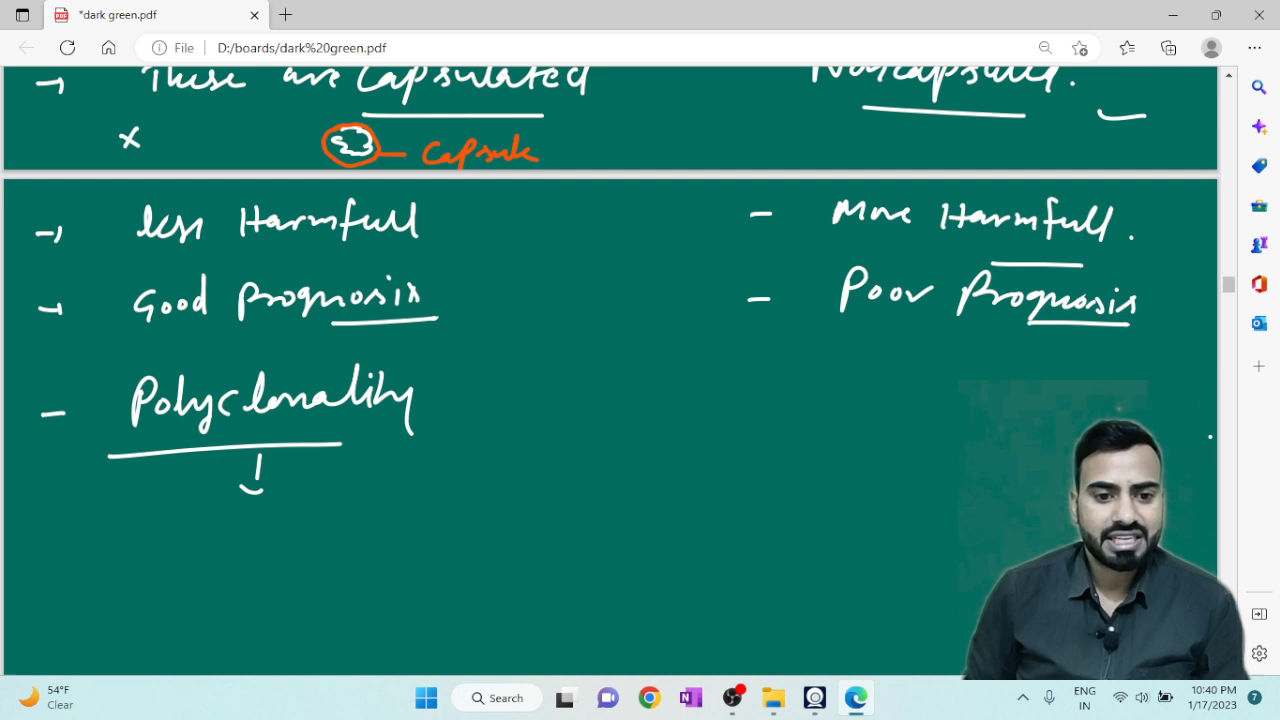 *dark green.pdf
File D:/boards/dark%20green.pdf
→ These are Capsulated
x
Capsule
→ less Harmfull
- More Harmfull.
→ Good prognosis
- Poor Prognosis
- Polyclonality
54°F
Clear
Search
ENG
IN
10:40 PM
1/17/2023
7